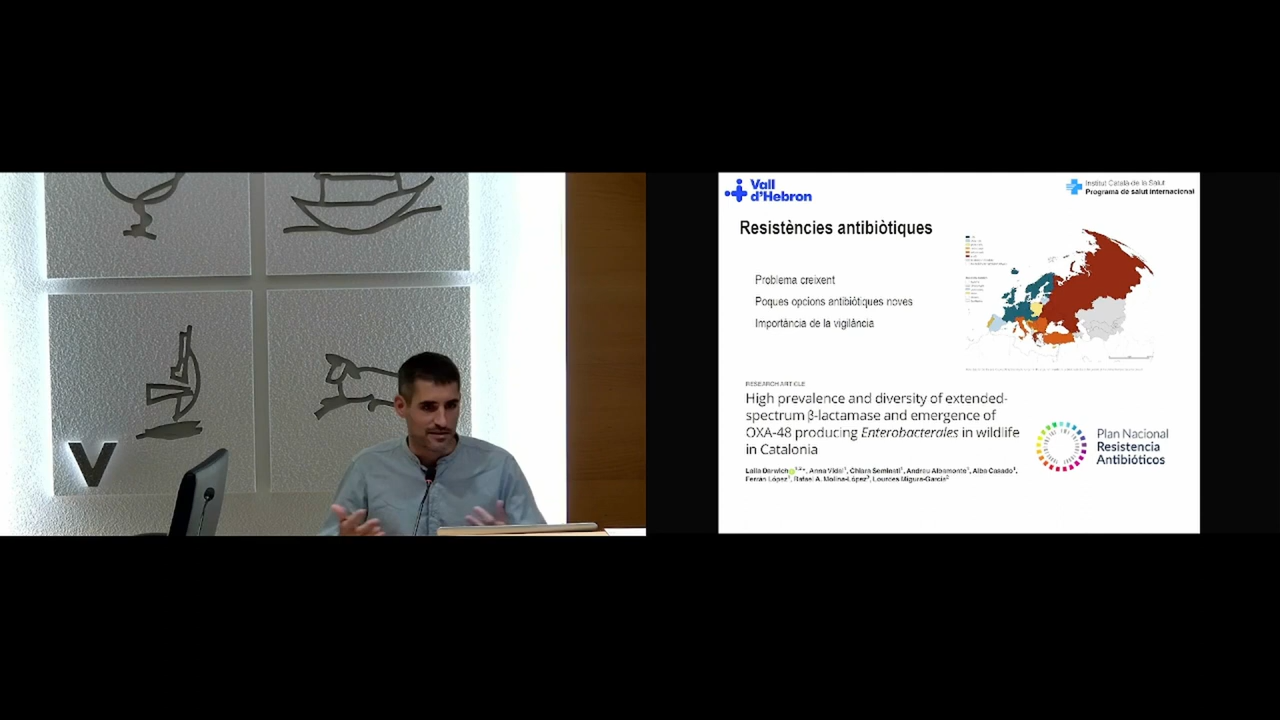 V
Vall
d'Hebron
Institut Català de la Salut
Programa de salut internacional
Resistències antibiòtiques
Problema creixent
Poques opcions antibiòtiques noves
Importància de la vigilància
RESEARCH ARTICLE
High prevalence and diversity of extended-
spectrum β-lactamase and emergence of
OXA-48 producing Enterobacterales in wildlife
in Catalonia
Laila Darwich, Anna Vidal, Chiara Seminati, Andreu Albamonte, Alba Casado,
Ferran López, Rafael A. Molina-López, Lourdes Migura-Garcia
Plan Nacional
Resistencia
Antibióticos